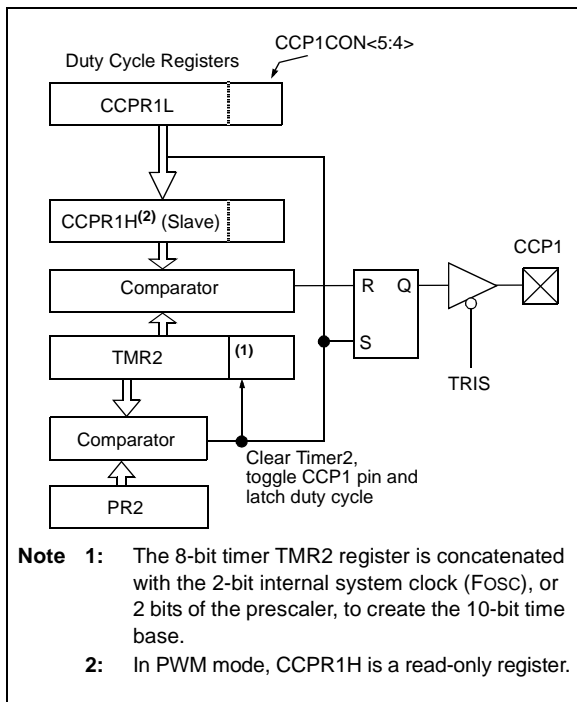 CCP1CON<5:4>
Duty Cycle Registers
CCPR1L
CCPR1H(2) (Slave)
CCP1
Comparator
R Q
TMR2
(1)
S
TRIS
Comparator
Clear Timer2,
toggle CCP1 pin and
latch duty cycle
PR2
Note 1: The 8-bit timer TMR2 register is concatenated
with the 2-bit internal system clock (FOSC), or
2 bits of the prescaler, to create the 10-bit time
base.
2: In PWM mode, CCPR1H is a read-only register.